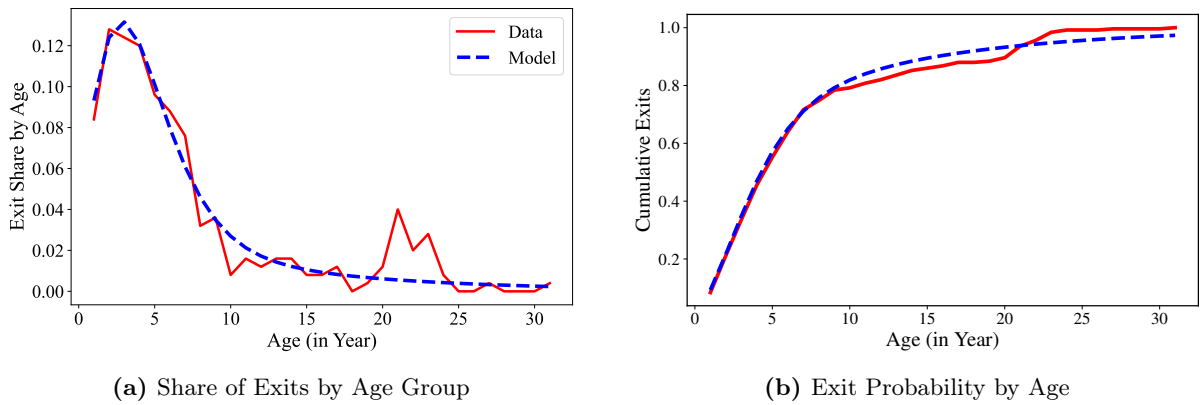 Exit Share by Age
0.12
0.10
0.08
0.06
0.04
0.02
0.00
Data
Model
0 5 10 15 20 25 30
Age (in Year)
(a) Share of Exits by Age Group
Cumulative Exits
1.0
0.8
0.6
0.4
0.2
0 5 10 15 20 25 30
Age (in Year)
(b) Exit Probability by Age